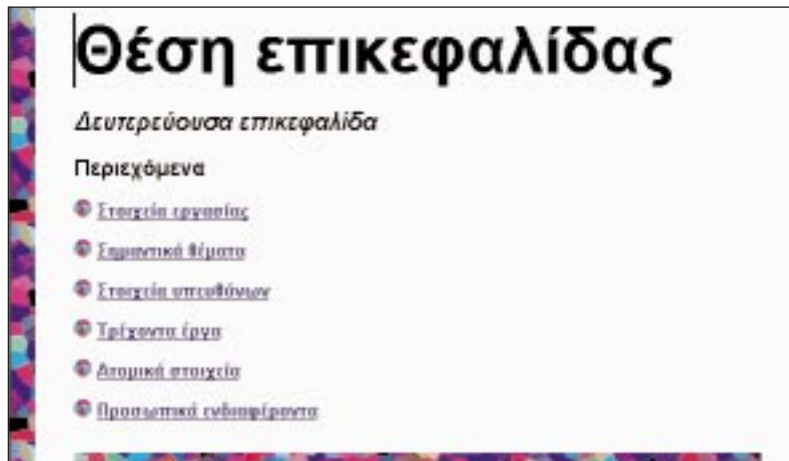 Θέση επικεφαλίδας
Δευτερεύουσα επικεφαλίδα
Περιεχόμενα
Στοιχεία εργασίας
Σημαντικά θέματα
Στοιχεία υπευθύνων
Τρέχοντα έργα
Ατομικά στοιχεία
Προσωπικά ενδιαφέροντα